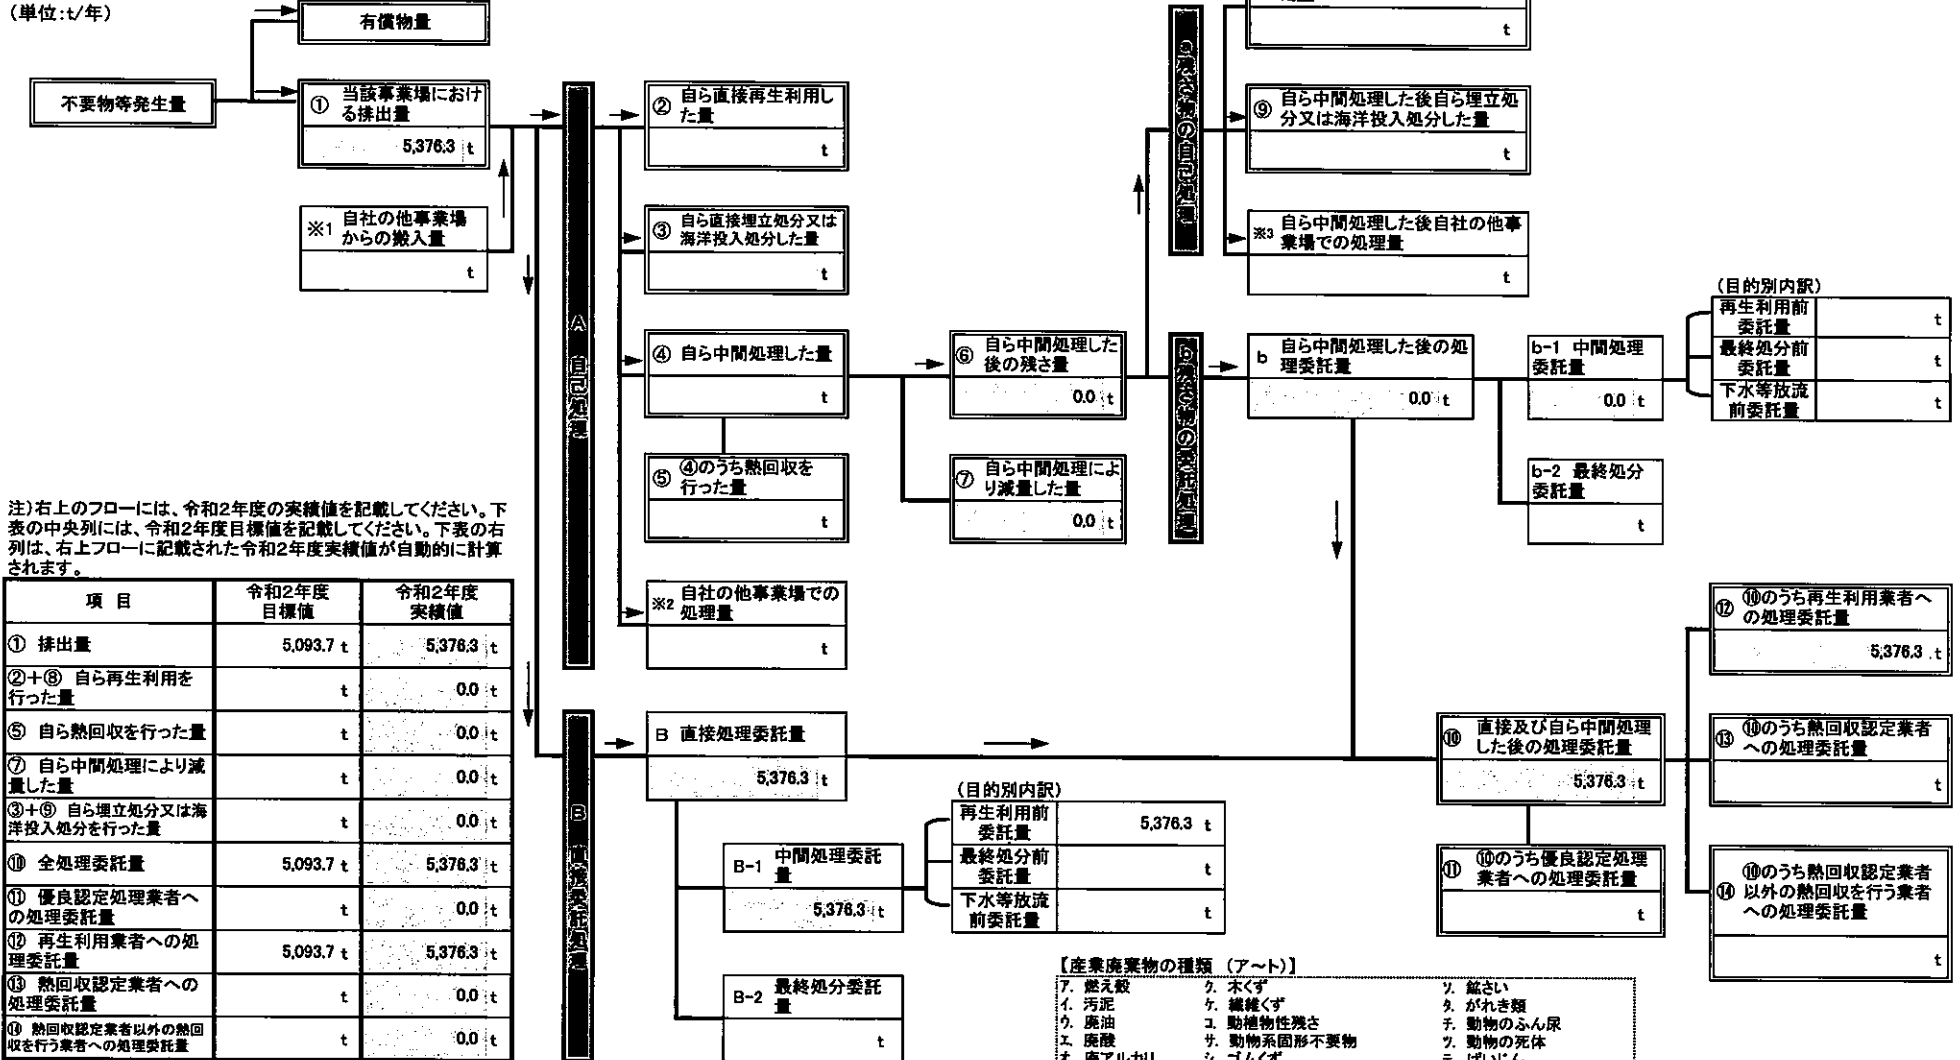 (単位:t/年)
有償物量
不要物等発生量
① 当該事業場におけ
る排出量
5,376.3 t
※1 自社の他事業場
からの搬入量
t
A 自己処理
② 自ら直接再生利用し
た量
t
③ 自ら直接埋立処分又は
海洋投入処分した量
t
④ 自ら中間処理した量
t
⑤ ④のうち熱回収を
行った量
t
※2 自社の他事業場での
処理量
t
⑥ 自ら中間処理した
後の残さ量
0.0 t
⑦ 自ら中間処理によ
り減量した量
0.0 t
a残さ物の自己処理
t
⑨ 自ら中間処理した後自ら埋立処
分又は海洋投入処分した量
t
※3 自ら中間処理した後自社の他事
業場での処理量
t
b残さ物の委託処理
b 自ら中間処理した後の処
理委託量
0.0 t
b-1 中間処理
委託量
0.0 t
b-2 最終処分
委託量
t
(目的別内訳)
再生利用前
委託量 t
最終処分前
委託量 t
下水等放流
前委託量 t
注)右上のフローには、令和2年度の実績値を記載してください。下
表の中央列には、令和2年度目標値を記載してください。下表の右
列は、右上フローに記載された令和2年度実績値が自動的に計算
されます。
項 目 令和2年度 目標値 令和2年度 実績値
① 排出量 5,093.7 t 5,376.3 t
②+⑧ 自ら再生利用を
行った量 t 0.0 t
⑤ 自ら熱回収を行った量 t 0.0 t
⑦ 自ら中間処理により減
量した量 t 0.0 t
③+⑨ 自ら埋立処分又は海
洋投入処分を行った量 t 0.0 t
⑩ 全処理委託量 5,093.7 t 5,376.3 t
⑪ 優良認定処理業者へ
の処理委託量 t 0.0 t
⑫ 再生利用業者への処
理委託量 5,093.7 t 5,376.3 t
⑬ 熱回収認定業者への
処理委託量 t 0.0 t
⑭ 熱回収認定業者以外の熱回
収を行う業者への処理委託量 t 0.0 t
B 直接委託処理
B 直接処理委託量
5,376.3 t
B-1 中間処理委託
量
5,376.3 t
B-2 最終処分委託
量
t
(目的別内訳)
再生利用前
委託量 5,376.3 t
最終処分前
委託量 t
下水等放流
前委託量 t
⑩ 直接及び自ら中間処理
した後の処理委託量
5,376.3 t
⑪ ⑩のうち優良認定処理
業者への処理委託量
t
⑫ ⑩のうち再生利用業者へ
の処理委託量
5,376.3 t
⑬ ⑩のうち熱回収認定業者
への処理委託量
t
⑭ ⑩のうち熱回収認定業者
以外の熱回収を行う業者
への処理委託量
t
【産業廃棄物の種類 (ア~ト)】
ア. 燃え殻 ク. 木くず ソ. 鉱さい
イ. 汚泥 ケ. 繊維くず タ. がれき類
ウ. 廃油 コ. 動植物性残さ チ. 動物のふん尿
エ. 廃酸 サ. 動物系固形不要物 ツ. 動物の死体
オ. 廃アルカリ シ. ゴムくず テ. ばいじん